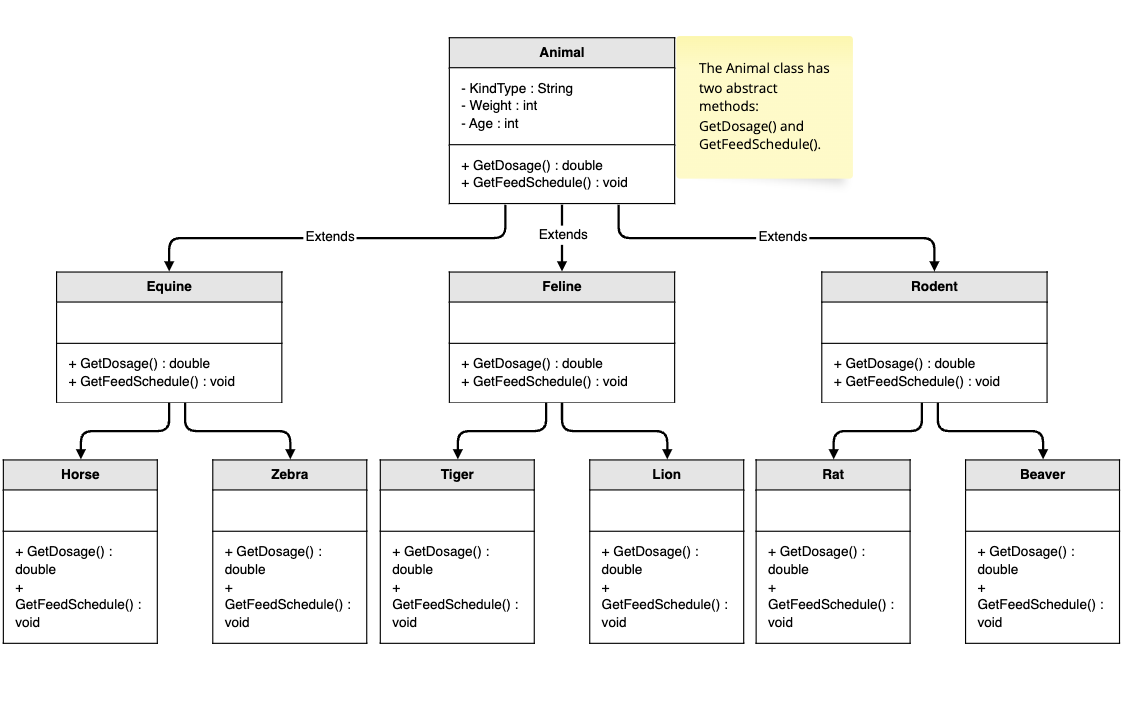 Animal
- KindType : String
- Weight : int
- Age : int
+ GetDosage() : double
+ GetFeedSchedule() : void
The Animal class has
two abstract
methods:
GetDosage() and
GetFeedSchedule().
Extends
Extends
Extends
Equine
+ GetDosage() : double
+ GetFeedSchedule() : void
Feline
+ GetDosage() : double
+ GetFeedSchedule() : void
Rodent
+ GetDosage() : double
+ GetFeedSchedule() : void
Horse
+ GetDosage() :
double
+
GetFeedSchedule() :
void
Zebra
+ GetDosage() :
double
+
GetFeedSchedule() :
void
Tiger
+ GetDosage() :
double
+
GetFeedSchedule() :
void
Lion
+ GetDosage() :
double
+
GetFeedSchedule() :
void
Rat
+ GetDosage() :
double
+
GetFeedSchedule() :
void
Beaver
+ GetDosage() :
double
+
GetFeedSchedule() :
void